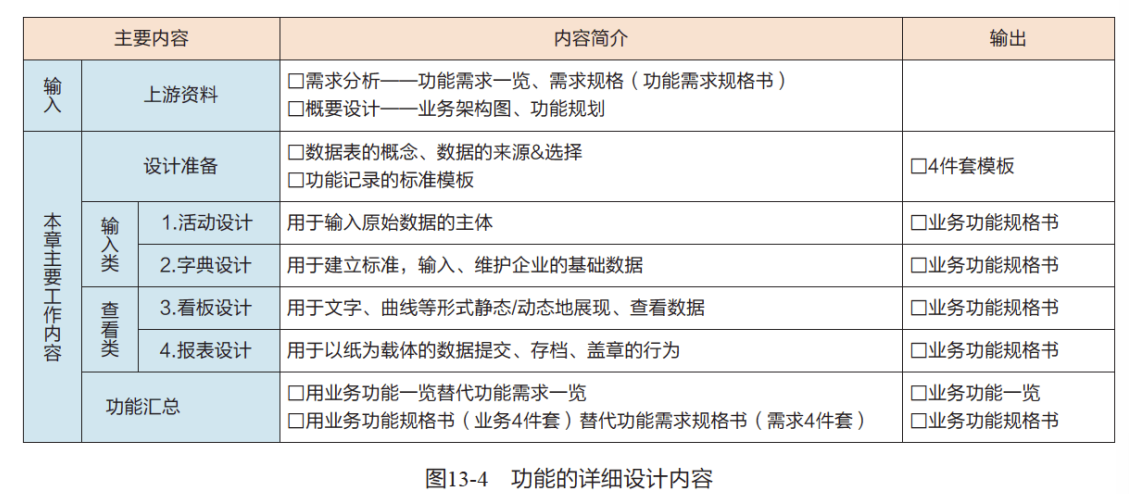 主要内容
内容简介
输出
输入
上游资料
□需求分析——功能需求一览、需求规格（功能需求规格书）
□概要设计——业务架构图、功能规划
本章主要工作内容
设计准备
□数据表的概念、数据的来源&选择
□功能记录的标准模板
□4件套模板
输入类
1.活动设计
用于输入原始数据的主体
□业务功能规格书
2.字典设计
用于建立标准，输入、维护企业的基础数据
□业务功能规格书
查看类
3.看板设计
用于文字、曲线等形式静态/动态地展现、查看数据
□业务功能规格书
4.报表设计
用于以纸为载体的数据提交、存档、盖章的行为
□业务功能规格书
功能汇总
□用业务功能一览替代功能需求一览
□用业务功能规格书（业务4件套）替代功能需求规格书（需求4件套）
□业务功能一览
□业务功能规格书
图13-4 功能的详细设计内容